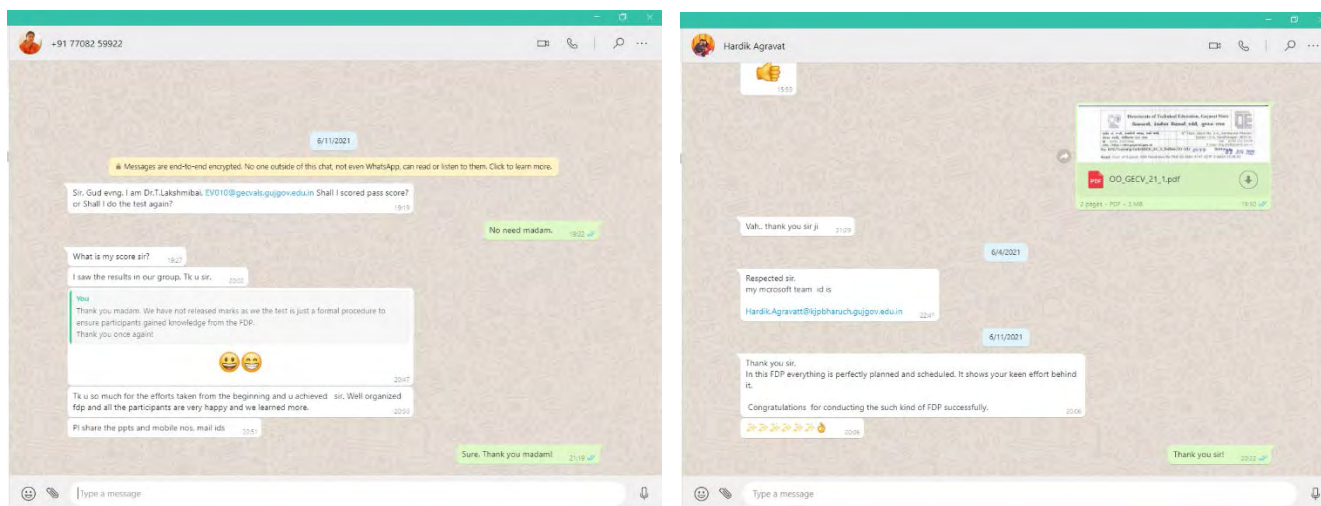 +91 77082 59922
6/11/2021
Messages are end-to-end encrypted. No one outside of this chat, not even WhatsApp, can read or listen to them. Click to learn more.
Sir. Gud evng. I am Dr.T.Lakshmibai. EV010@gecvals.gujgov.edu.in Shall I scored pass score?
or Shall I do the test again?
19:19
No need madam.
19:22
What is my score sir?
19:27
I saw the results in our group. Tk u sir.
You
Thank you madam. We have not released marks as we the test is just a formal procedure to
ensure participants gained knowledge from the FDP.
Thank you once again!
20:47
Tk u so much for the efforts taken from the beginning and u achieved sir. Well organized
fdp and all the participants are very happy and we learned more.
20:50
Pl share the ppts and mobile nos. mail ids
20:51
Sure. Thank you madam!
21:19
Type a message
Hardik Agravat
Directorate of Technical Education, Gujarat State
PDF
OO_GECV_21_1.pdf
2 pages • PDF • 2 MB
Vah.. thank you sir ji
21:09
6/4/2021
Respected sir.
my mcrosoft team id is
Hardik.Agravatt@kjpbharuch.gujgov.edu.in
22:41
6/11/2021
Thank you sir.
In this FDP everything is perfectly planned and scheduled. It shows your keen effort behind
it.
Congratulations for conducting the such kind of FDP successfully.
20:06
20:06
Thank you sir!
20:22
Type a message